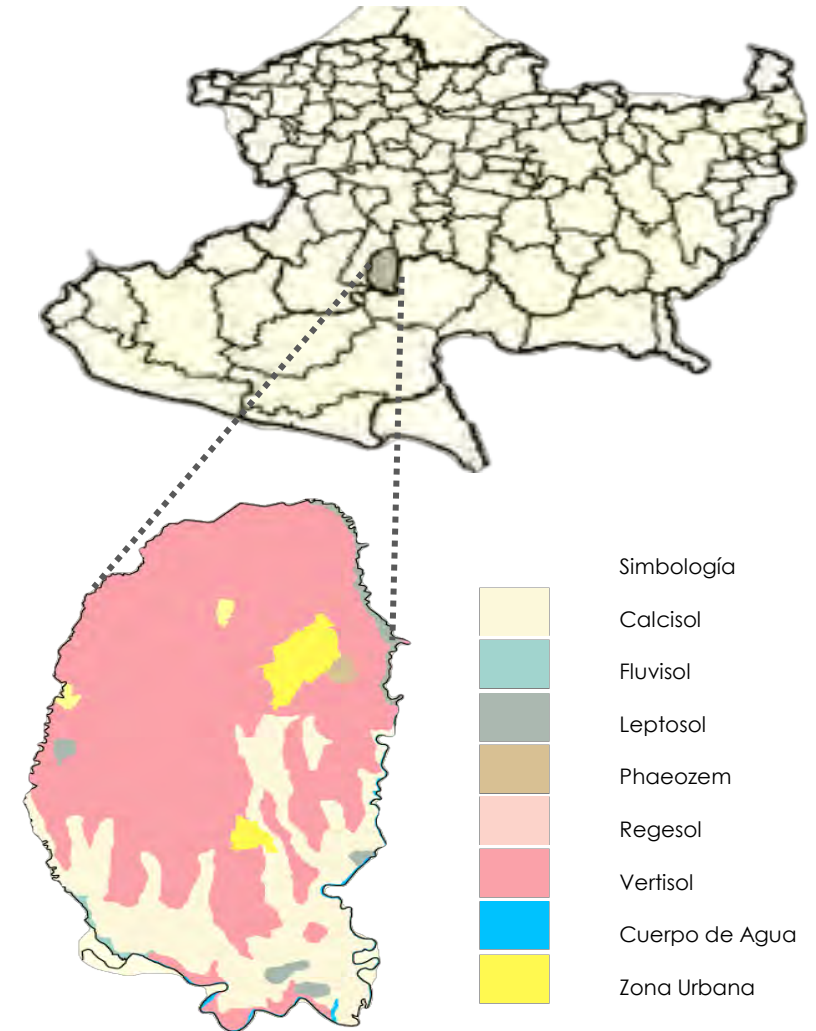 Simbología
Calcisol
Fluvisol
Leptosol
Phaeozem
Regesol
Vertisol
Cuerpo de Agua
Zona Urbana